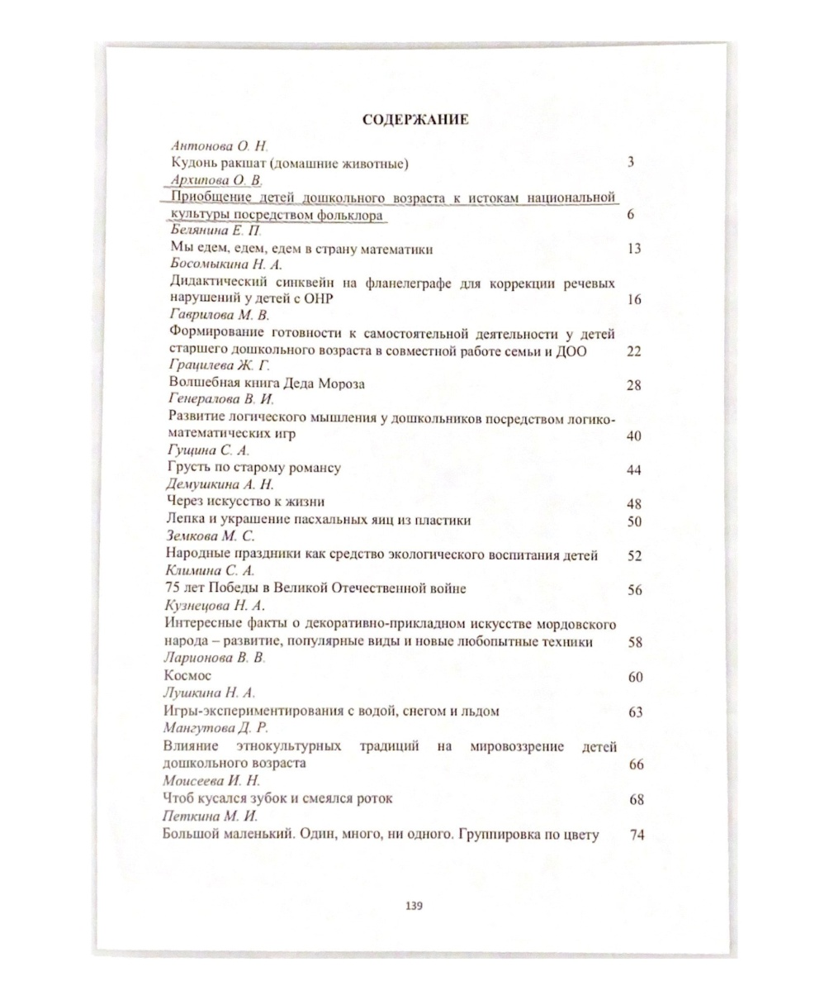 СОДЕРЖАНИЕ
Антонова О. Н.
Кудонь ракшат (домашние животные) 3
Архипова О. В.
Приобщение детей дошкольного возраста к истокам национальной
культуры посредством фольклора 6
Белянина Е. П.
Мы едем, едем, едем в страну математики 13
Босомыкина Н. А.
Дидактический синквейн на фланелеграфе для коррекции речевых
нарушений у детей с ОНР 16
Гаврилова М. В.
Формирование готовности к самостоятельной деятельности у детей
старшего дошкольного возраста в совместной работе семьи и ДОО 22
Грацилева Ж. Г.
Волшебная книга Деда Мороза 28
Генералова В. И.
Развитие логического мышления у дошкольников посредством логико-
математических игр 40
Гущина С. А.
Грусть по старому романсу 44
Демушкина А. Н.
Через искусство к жизни 48
Лепка и украшение пасхальных яиц из пластики 50
Земкова М. С.
Народные праздники как средство экологического воспитания детей 52
Климина С. А.
75 лет Победы в Великой Отечественной войне 56
Кузнецова Н. А.
Интересные факты о декоративно-прикладном искусстве мордовского
народа – развитие, популярные виды и новые любопытные техники 58
Ларионова В. В.
Космос 60
Лушкина Н. А.
Игры-экспериментирования с водой, снегом и льдом 63
Мангутова Д. Р.
Влияние этнокультурных традиций на мировоззрение детей
дошкольного возраста 66
Моисеева И. Н.
Чтоб кусался зубок и смеялся роток 68
Петкина М. И.
Большой маленький. Один, много, ни одного. Группировка по цвету 74
139